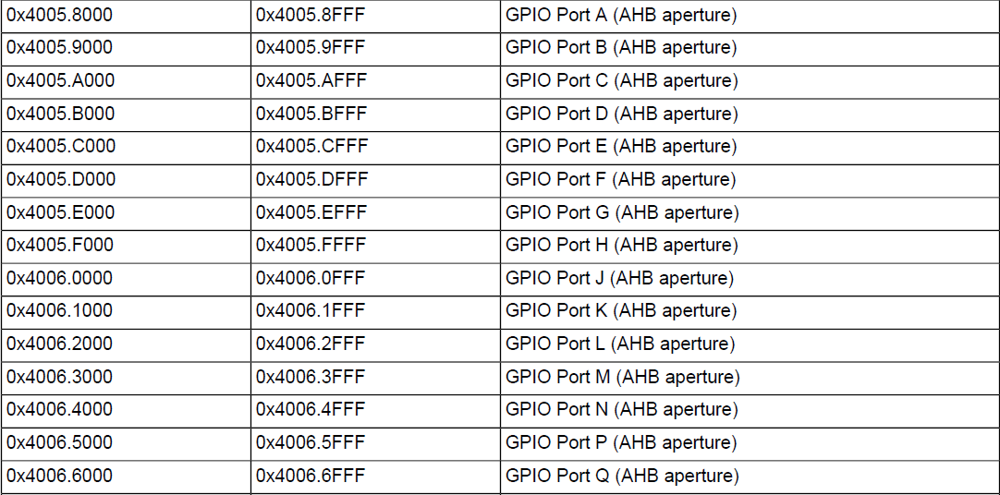 0x4005.8000 0x4005.8FFF GPIO Port A (AHB aperture)
0x4005.9000 0x4005.9FFF GPIO Port B (AHB aperture)
0x4005.A000 0x4005.AFFF GPIO Port C (AHB aperture)
0x4005.B000 0x4005.BFFF GPIO Port D (AHB aperture)
0x4005.C000 0x4005.CFFF GPIO Port E (AHB aperture)
0x4005.D000 0x4005.DFFF GPIO Port F (AHB aperture)
0x4005.E000 0x4005.EFFF GPIO Port G (AHB aperture)
0x4005.F000 0x4005.FFFF GPIO Port H (AHB aperture)
0x4006.0000 0x4006.0FFF GPIO Port J (AHB aperture)
0x4006.1000 0x4006.1FFF GPIO Port K (AHB aperture)
0x4006.2000 0x4006.2FFF GPIO Port L (AHB aperture)
0x4006.3000 0x4006.3FFF GPIO Port M (AHB aperture)
0x4006.4000 0x4006.4FFF GPIO Port N (AHB aperture)
0x4006.5000 0x4006.5FFF GPIO Port P (AHB aperture)
0x4006.6000 0x4006.6FFF GPIO Port Q (AHB aperture)